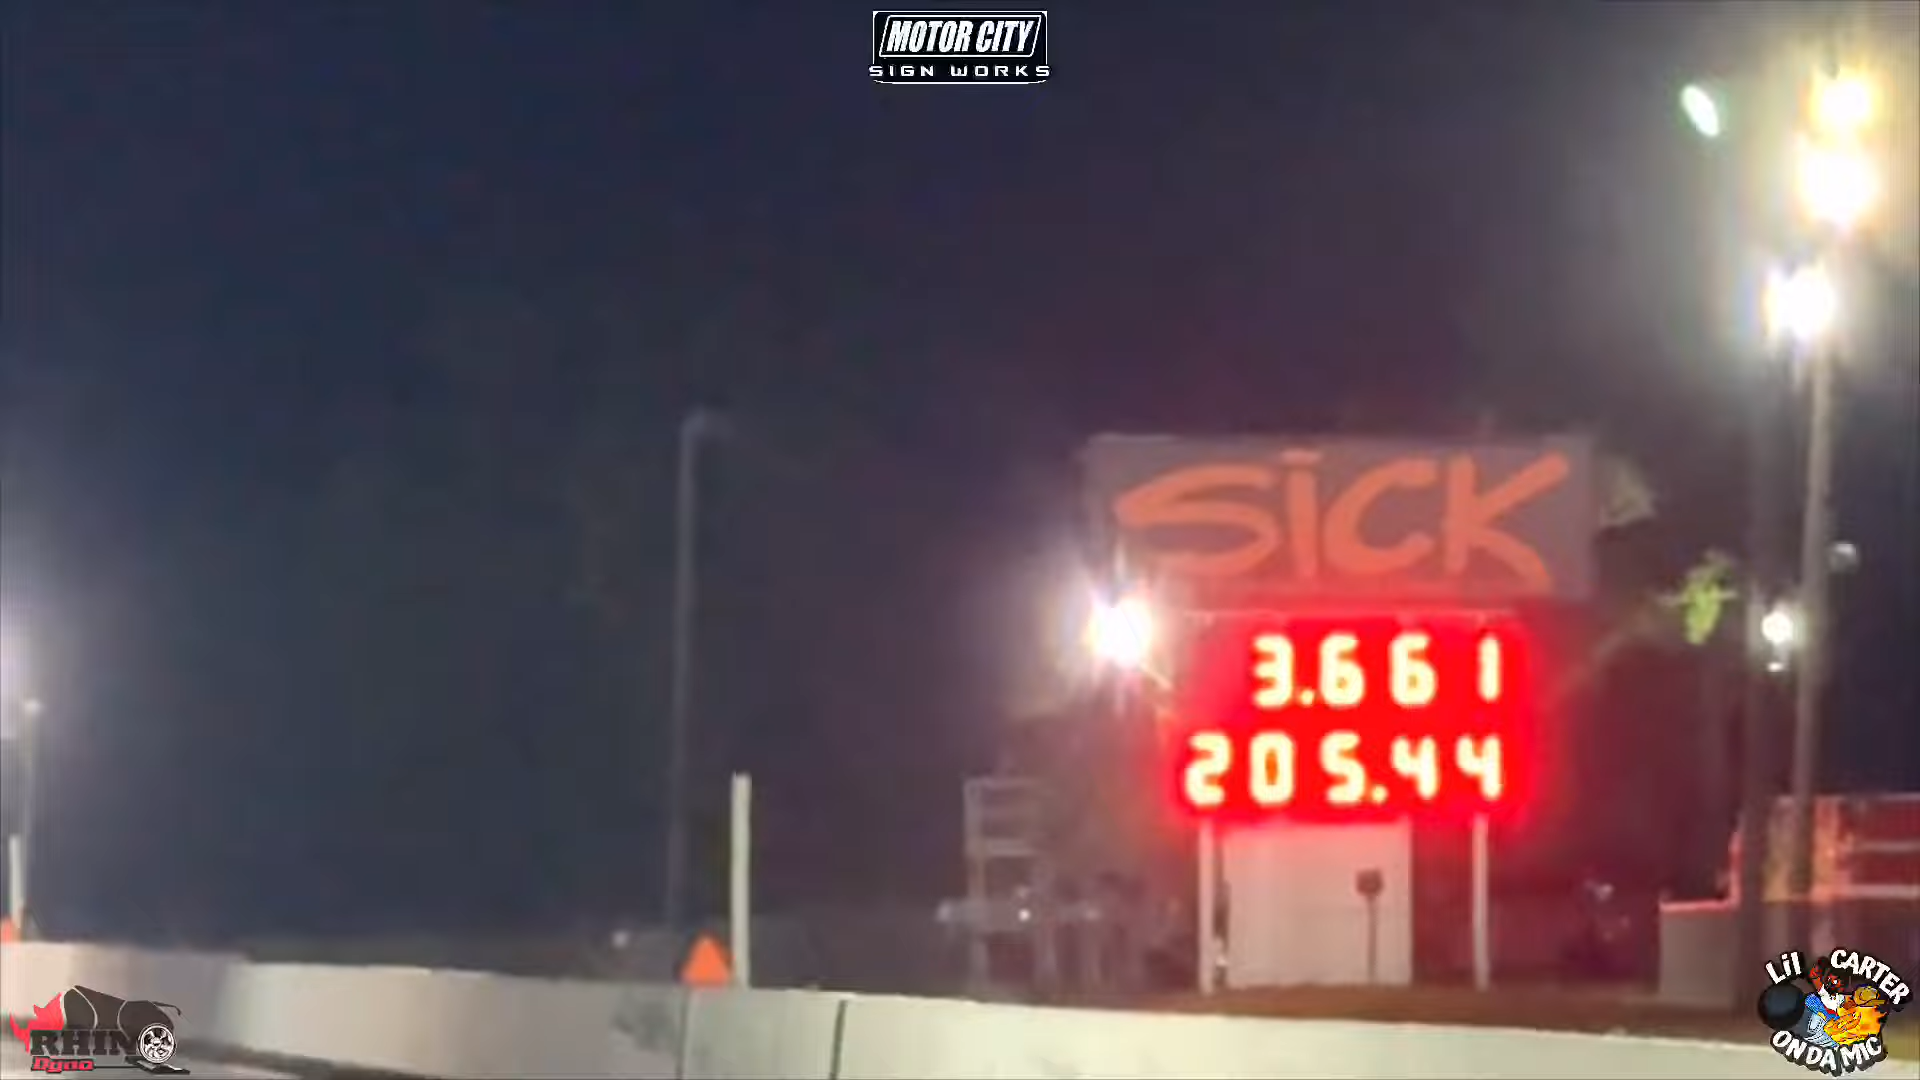 MOTOR CITY
SIGN WORKS
SiCK
3.661
205.44
RHINO
Dyno
Lil CARTER
ON DA MIC